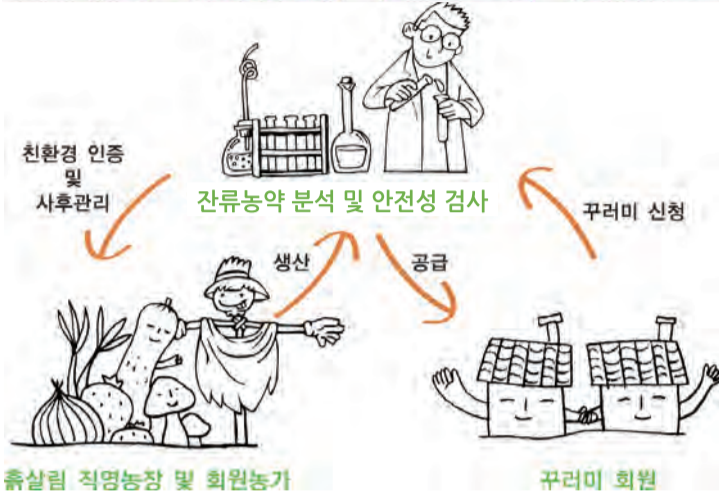 친환경 인증
및
사후관리
잔류농약 분석 및 안전성 검사
꾸러미 신청
생산
공급
흙살림 직영농장 및 회원농가
꾸러미 회원